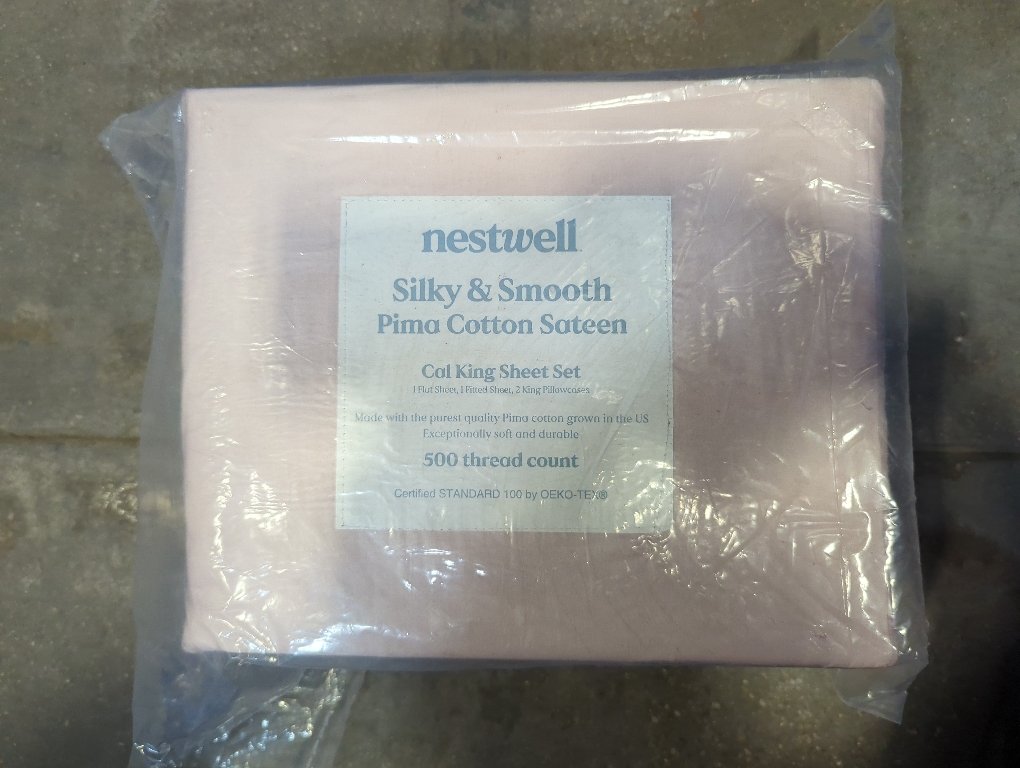 nestwell
Silky & Smooth
Pima Cotton Sateen
Cal King Sheet Set
1 Flat Sheet, 1 Fitted Sheet, 2 King Pillowcases
Made with the purest quality Pima cotton grown in the US
Exceptionally soft and durable
500 thread count
Certified STANDARD 100 by OEKO-TEX®